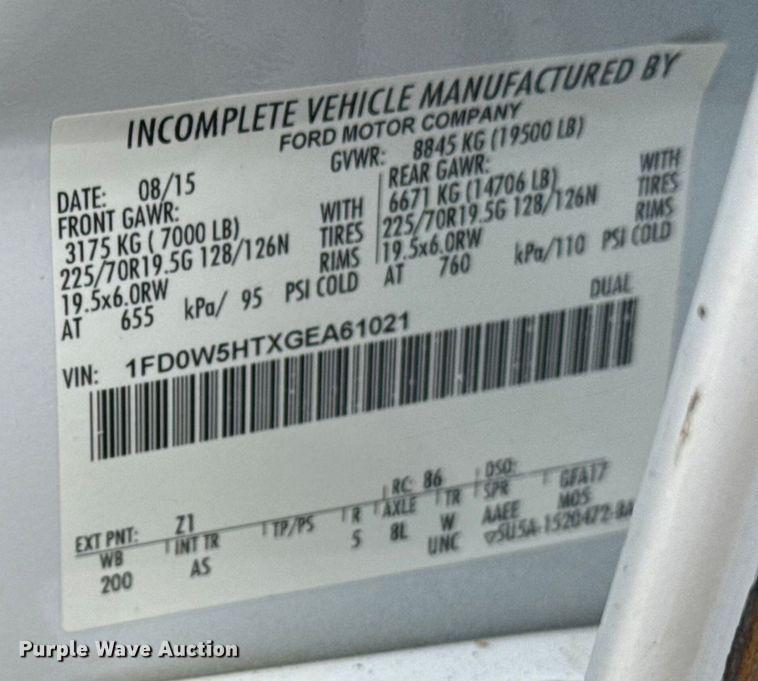 INCOMPLETE VEHICLE MANUFACTURED BY
FORD MOTOR COMPANY
DATE: 08/15 GVWR: 8845 KG (19500 LB)
FRONT GAWR: REAR GAWR:
3175 KG ( 7000 LB) WITH 6671 KG (14706 LB) WITH
225/70R19.5G 128/126N TIRES 225/70R19.5G 128/126N TIRES
19.5x6.0RW RIMS 19.5x6.0RW RIMS
AT 655 kPa/ 95 PSI COLD AT 760 kPa/110 PSI COLD
DUAL
VIN: 1FD0W5HTXGEA61021
EXT PNT: Z1 RC: 86 DSO:
WB INT TR TP/PS R AXLE TR SPR GFA17
200 AS 5 8L W AAEE M05
UNC
Purple Wave Auction